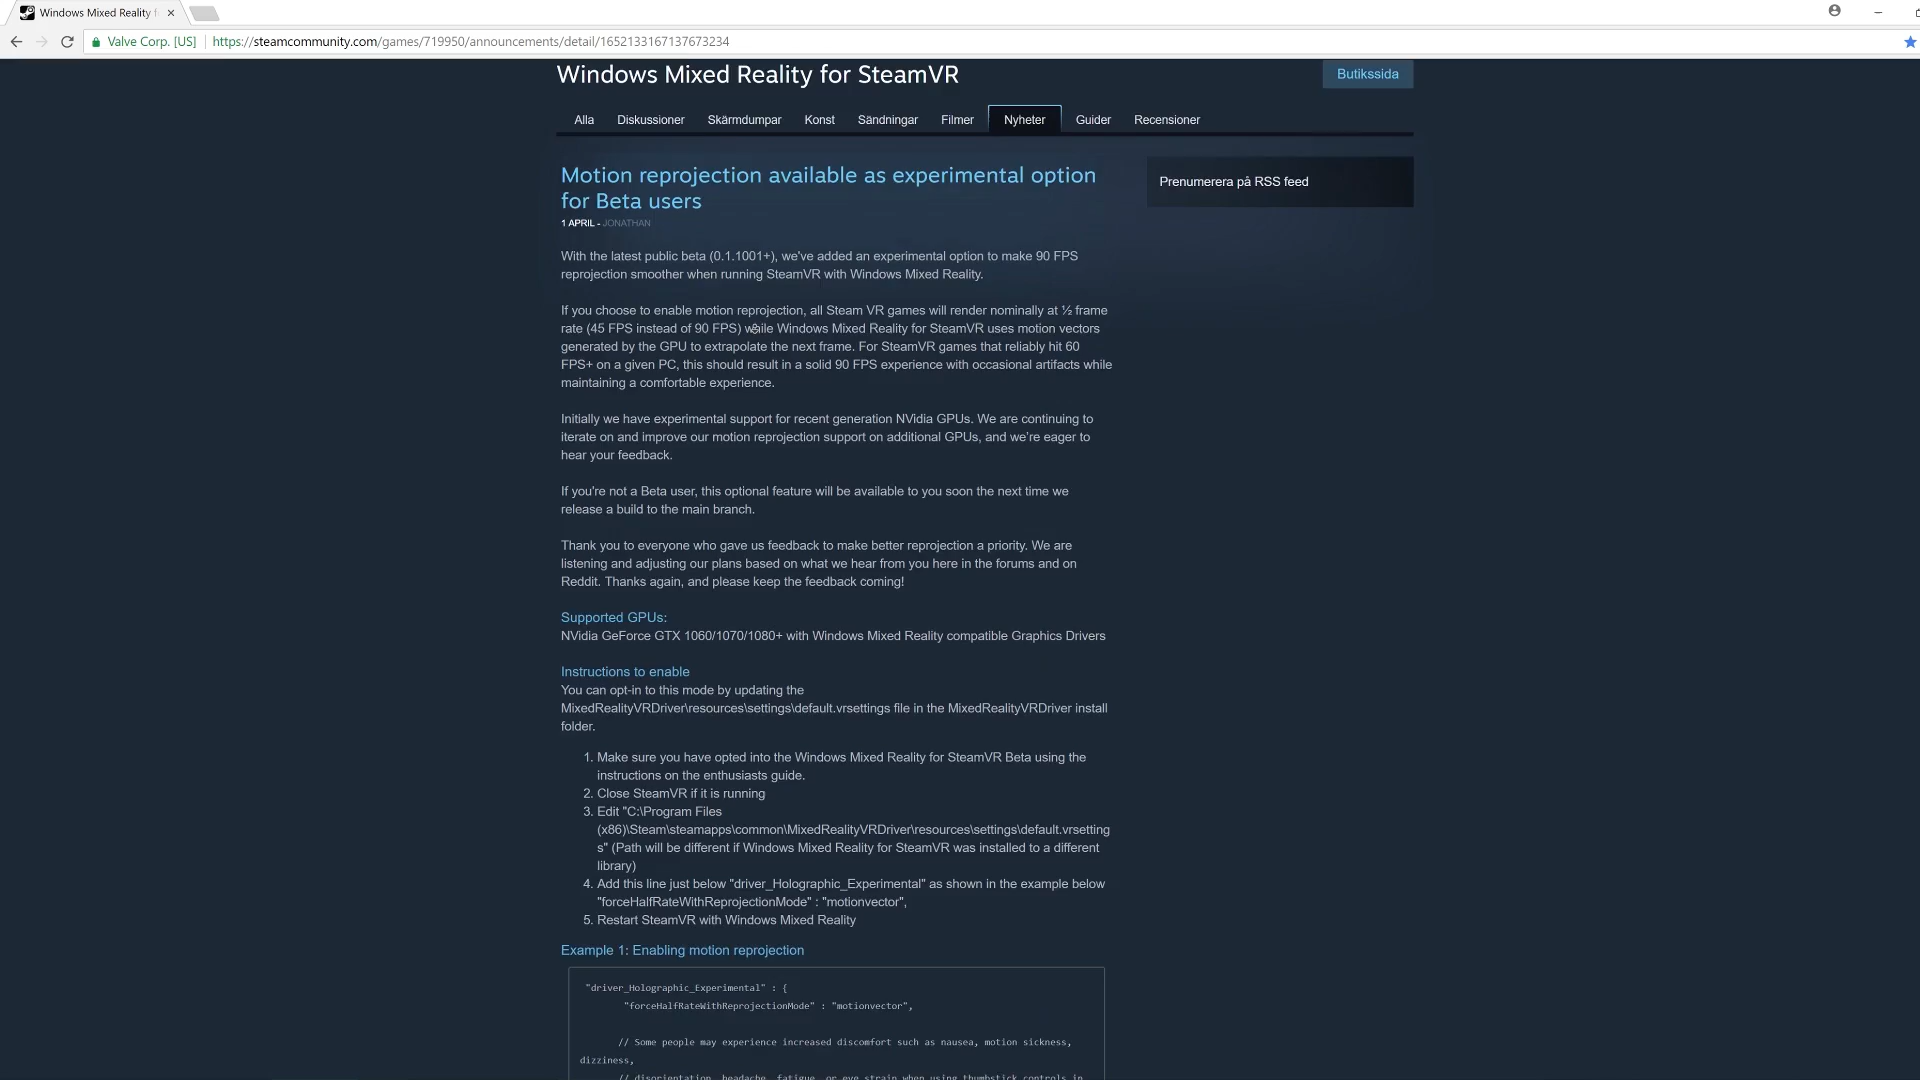 Windows Mixed Reality f
Valve Corp. [US] https://steamcommunity.com/games/719950/announcements/detail/1652133167137673234
Windows Mixed Reality for SteamVR
Butikssida
Alla Diskussioner Skärmdumpar Konst Sändningar Filmer Nyheter Guider Recensioner
Motion reprojection available as experimental option
for Beta users
Prenumerera på RSS feed
1 APRIL - JONATHAN
With the latest public beta (0.1.1001+), we've added an experimental option to make 90 FPS
reprojection smoother when running SteamVR with Windows Mixed Reality.
If you choose to enable motion reprojection, all Steam VR games will render nominally at ½ frame
rate (45 FPS instead of 90 FPS) while Windows Mixed Reality for SteamVR uses motion vectors
generated by the GPU to extrapolate the next frame. For SteamVR games that reliably hit 60
FPS+ on a given PC, this should result in a solid 90 FPS experience with occasional artifacts while
maintaining a comfortable experience.
Initially we have experimental support for recent generation NVidia GPUs. We are continuing to
iterate on and improve our motion reprojection support on additional GPUs, and we're eager to
hear your feedback.
If you're not a Beta user, this optional feature will be available to you soon the next time we
release a build to the main branch.
Thank you to everyone who gave us feedback to make better reprojection a priority. We are
listening and adjusting our plans based on what we hear from you here in the forums and on
Reddit. Thanks again, and please keep the feedback coming!
Supported GPUs:
NVidia GeForce GTX 1060/1070/1080+ with Windows Mixed Reality compatible Graphics Drivers
Instructions to enable
You can opt-in to this mode by updating the
MixedRealityVRDriver\resources\settings\default.vrsettings file in the MixedRealityVRDriver install
folder.
1. Make sure you have opted into the Windows Mixed Reality for SteamVR Beta using the
instructions on the enthusiasts guide.
2. Close SteamVR if it is running
3. Edit "C:\Program Files
(x86)\Steam\steamapps\common\MixedRealityVRDriver\resources\settings\default.vrsetting
s" (Path will be different if Windows Mixed Reality for SteamVR was installed to a different
library)
4. Add this line just below "driver_Holographic_Experimental" as shown in the example below
"forceHalfRateWithReprojectionMode" : "motionvector",
5. Restart SteamVR with Windows Mixed Reality
Example 1: Enabling motion reprojection
"driver_Holographic_Experimental" : {
"forceHalfRateWithReprojectionMode" : "motionvector",
// Some people may experience increased discomfort such as nausea, motion sickness,
dizziness,
// disorientation, headache, fatigue, or eye strain when using thumbstick controls in